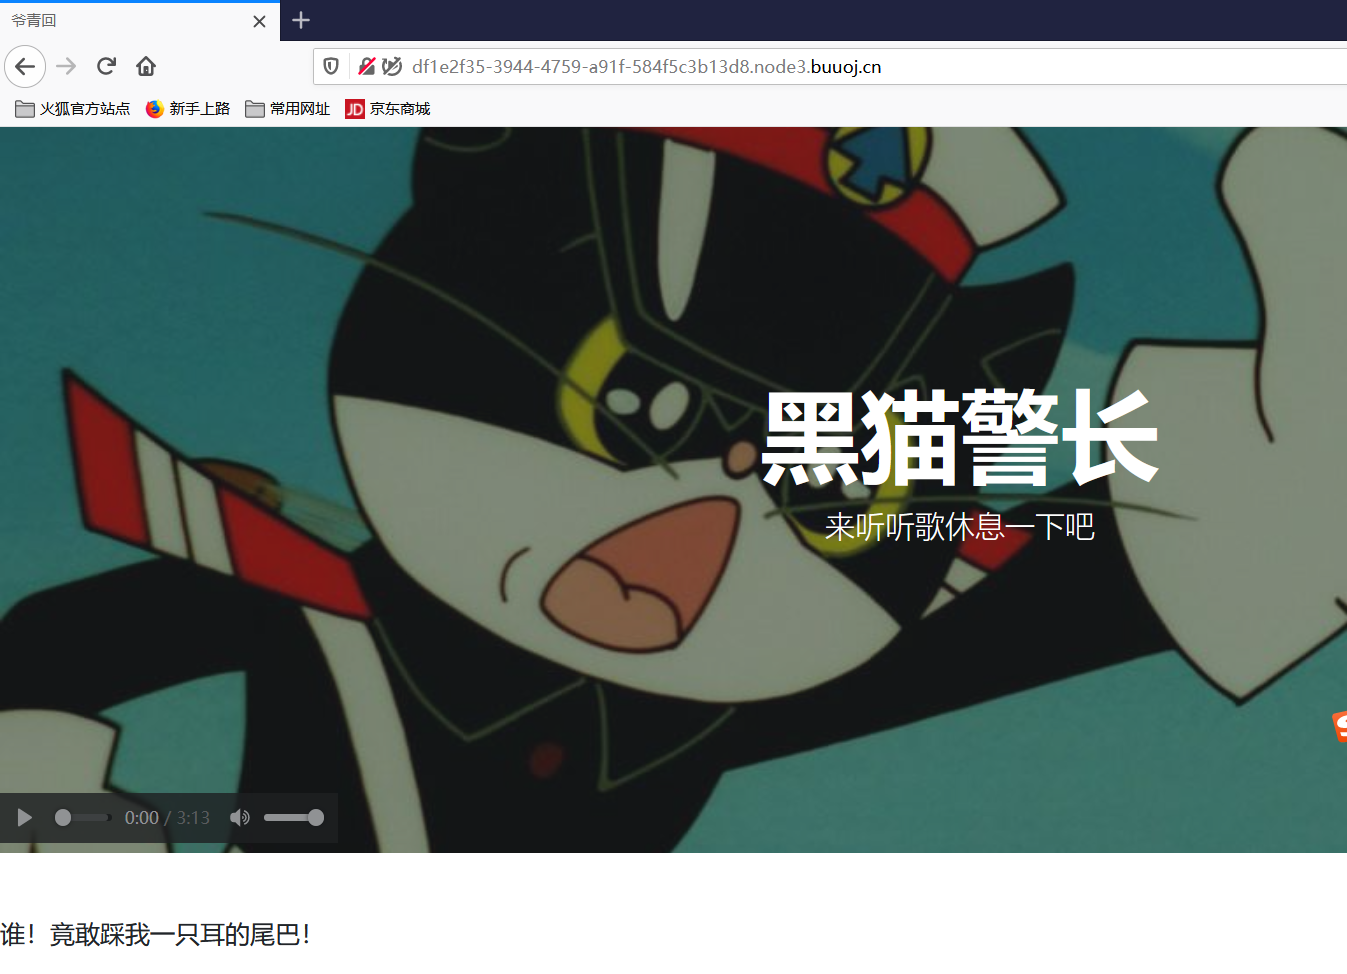 爷青回
df1e2f35-3944-4759-a91f-584f5c3b13d8.node3.buuoj.cn
火狐官方站点 新手上路 常用网址 JD 京东商城
黑猫警长
来听听歌休息一下吧
0:00 / 3:13
谁！竟敢踩我一只耳的尾巴！